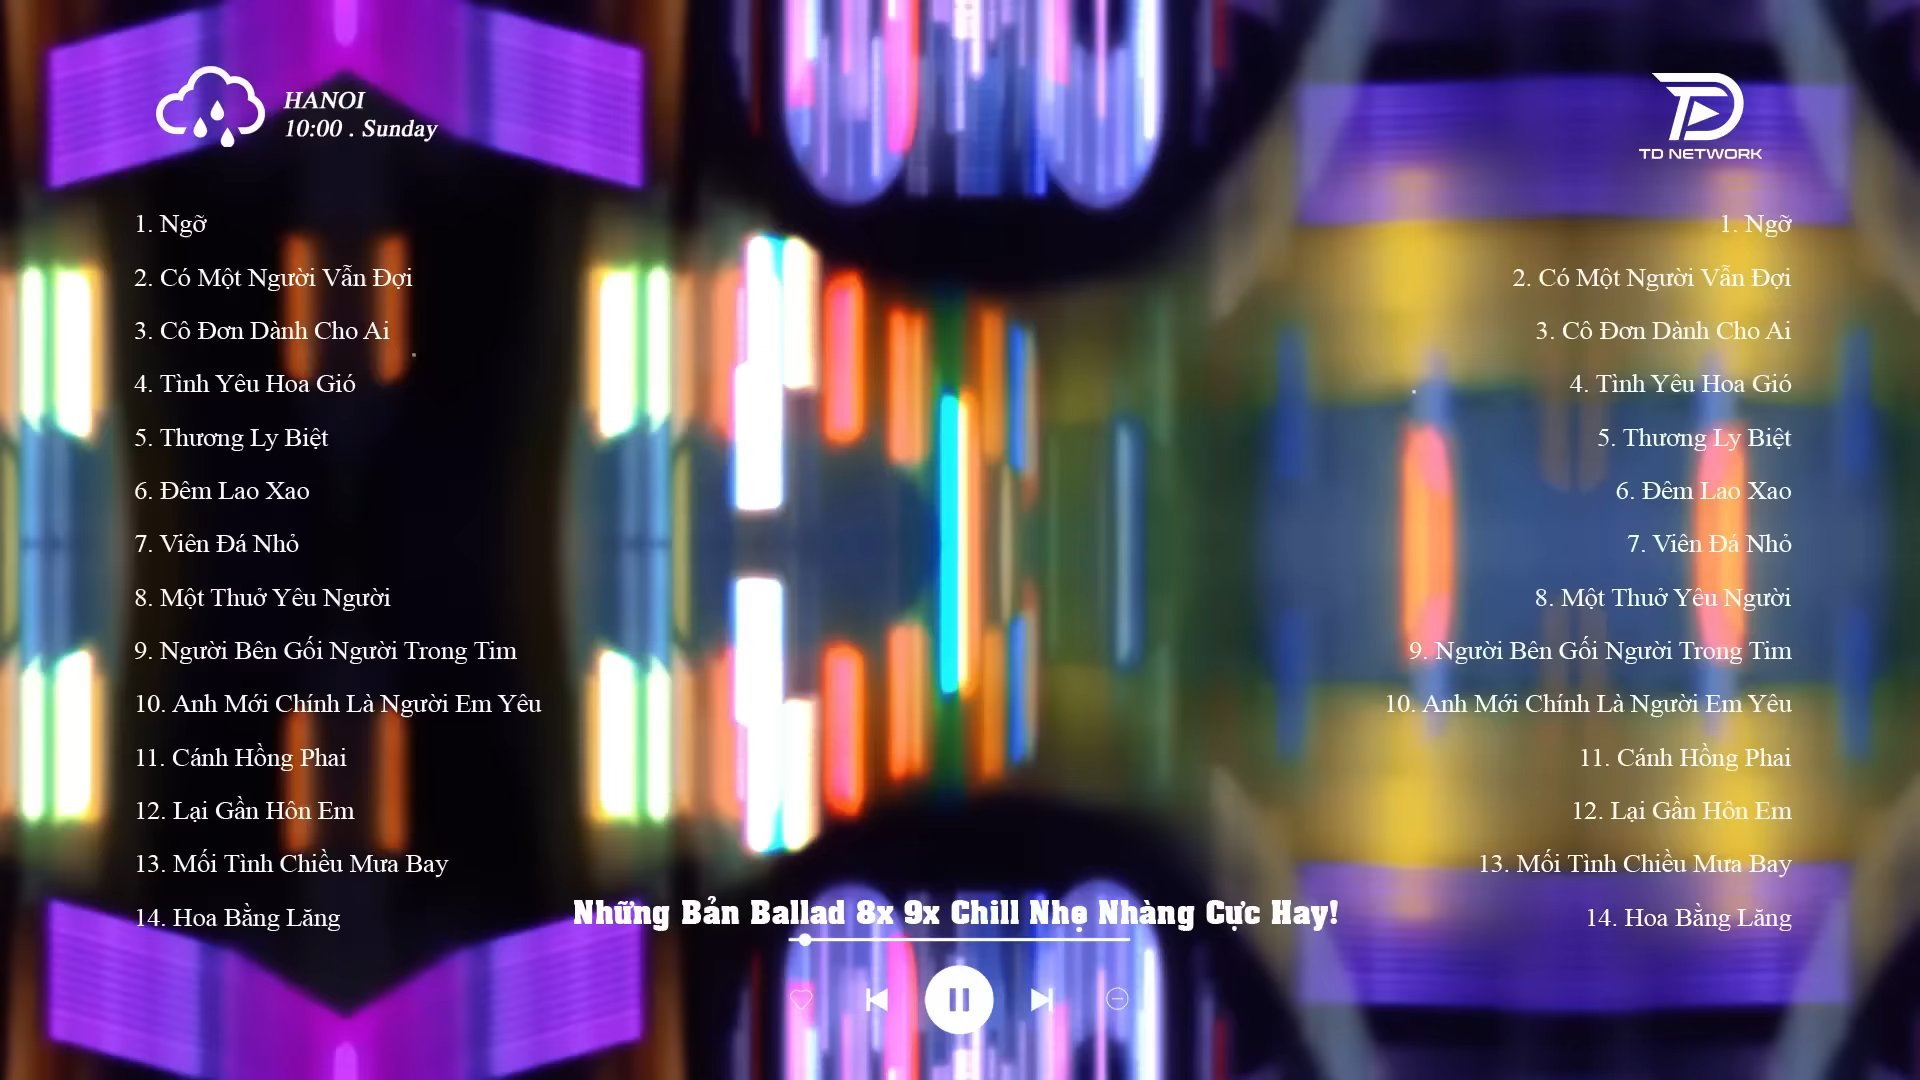 HANOI
10:00 . Sunday
TD NETWORK
1. Ngỡ
2. Có Một Người Vẫn Đợi
3. Cô Đơn Dành Cho Ai
4. Tình Yêu Hoa Gió
5. Thương Ly Biệt
6. Đêm Lao Xao
7. Viên Đá Nhỏ
8. Một Thuở Yêu Người
9. Người Bên Gối Người Trong Tim
10. Anh Mới Chính Là Người Em Yêu
11. Cánh Hồng Phai
12. Lại Gần Hôn Em
13. Mối Tình Chiều Mưa Bay
14. Hoa Bằng Lăng
1. Ngỡ
2. Có Một Người Vẫn Đợi
3. Cô Đơn Dành Cho Ai
4. Tình Yêu Hoa Gió
5. Thương Ly Biệt
6. Đêm Lao Xao
7. Viên Đá Nhỏ
8. Một Thuở Yêu Người
9. Người Bên Gối Người Trong Tim
10. Anh Mới Chính Là Người Em Yêu
11. Cánh Hồng Phai
12. Lại Gần Hôn Em
13. Mối Tình Chiều Mưa Bay
14. Hoa Bằng Lăng
Những Bản Ballad 8x 9x Chill Nhẹ Nhàng Cực Hay!